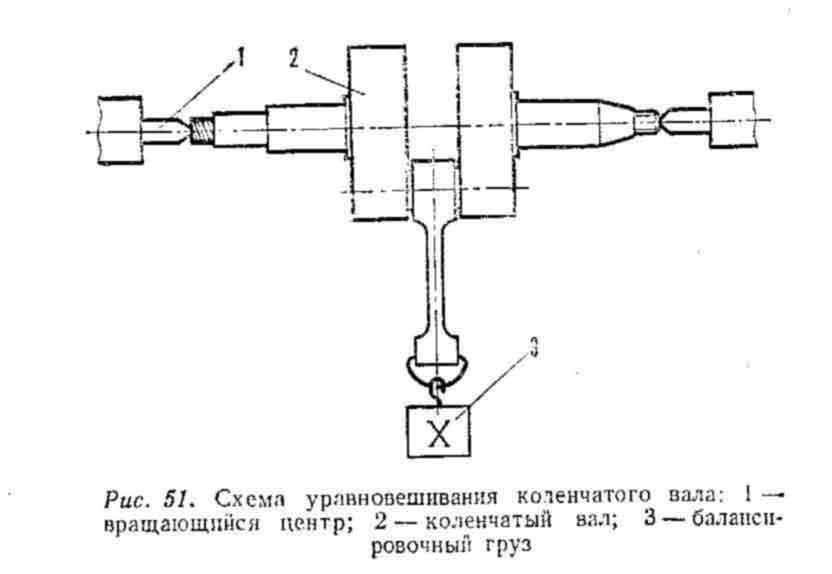 1
2
3
X
Рис. 51. Схема уравновешивания коленчатого вала: 1 —
вращающийся центр; 2 — коленчатый вал; 3 — баланси-
ровочный груз